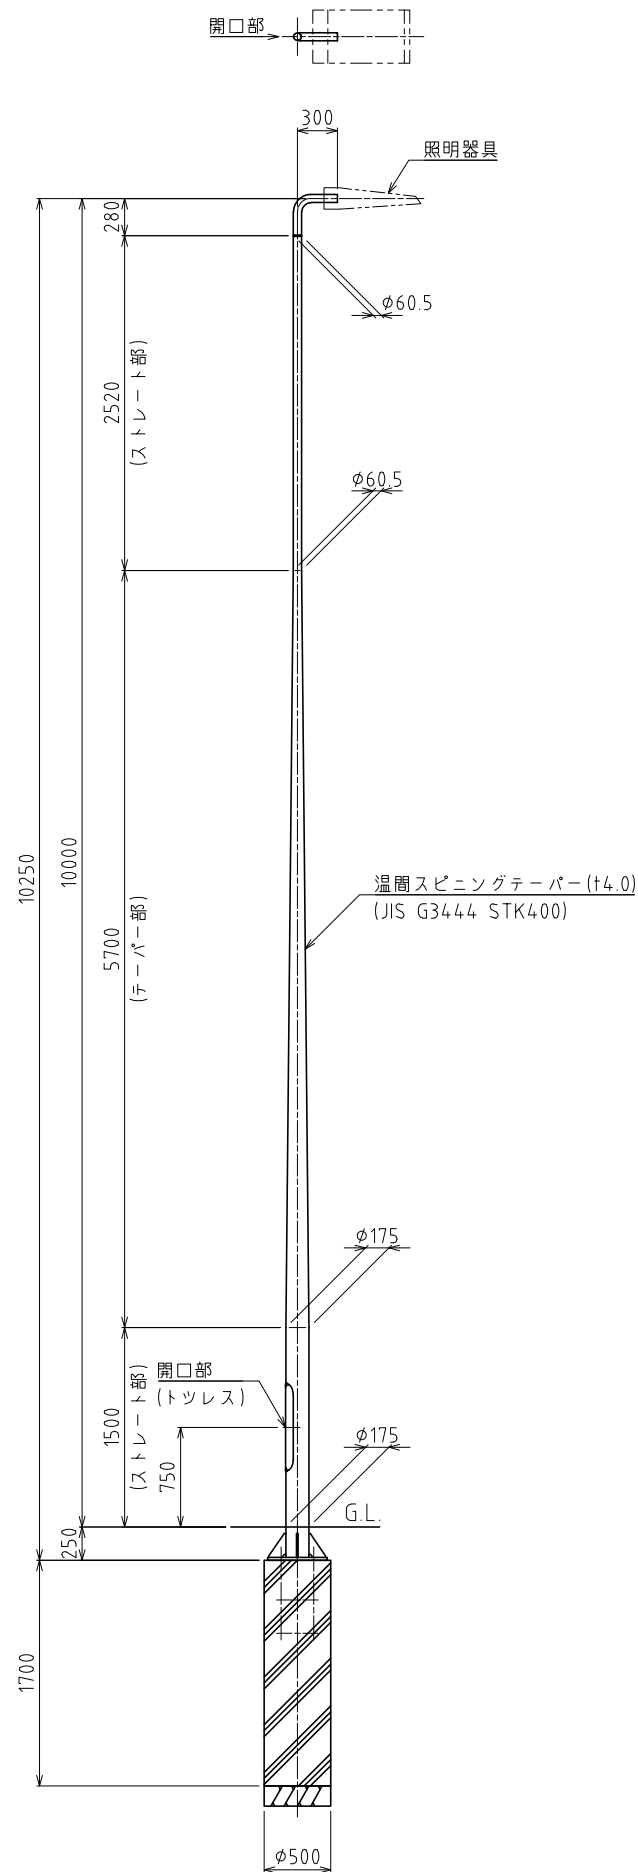 開口部
300
照明器具
280
φ60.5
2520
(ストレート部)
φ60.5
10250
10000
5700
(テーパー部)
温間スピニングテーパー(t4.0)
(JIS G3444 STK400)
φ175
開口部
(トツレス)
1500
(ストレート部)
750
φ175
G.L.
250
1700
φ500